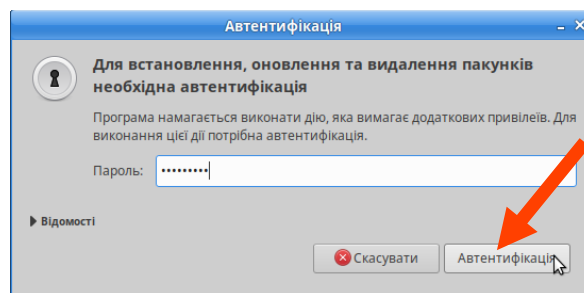 Автентифікація
Для встановлення, оновлення та видалення пакунків
необхідна автентифікація
Програма намагається виконати дію, яка вимагає додаткових привілеїв. Для
виконання цієї дії потрібна автентифікація.
Пароль: •••••••••
Відомості
Скасувати Автентифікація